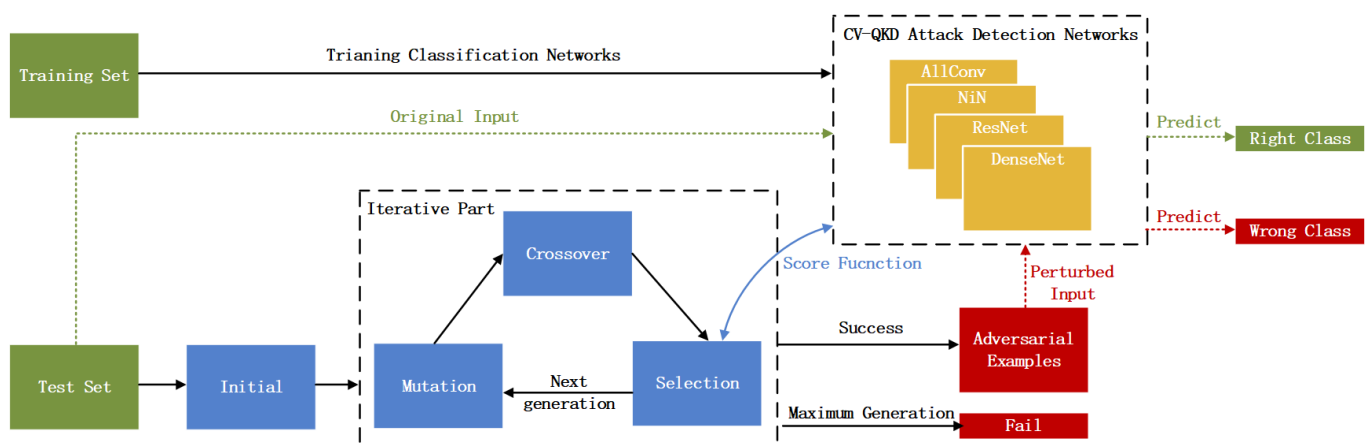 CV-QKD Attack Detection Networks
Training Set
Trianing Classification Networks
AllConv
NiN
ResNet
DenseNet
Original Input
Predict
Right Class
Predict
Wrong Class
Iterative Part
Crossover
Score Fucnction
Perturbed
Input
Test Set
Initial
Mutation
Next
generation
Selection
Success
Adversarial
Examples
Maximum Generation
Fail